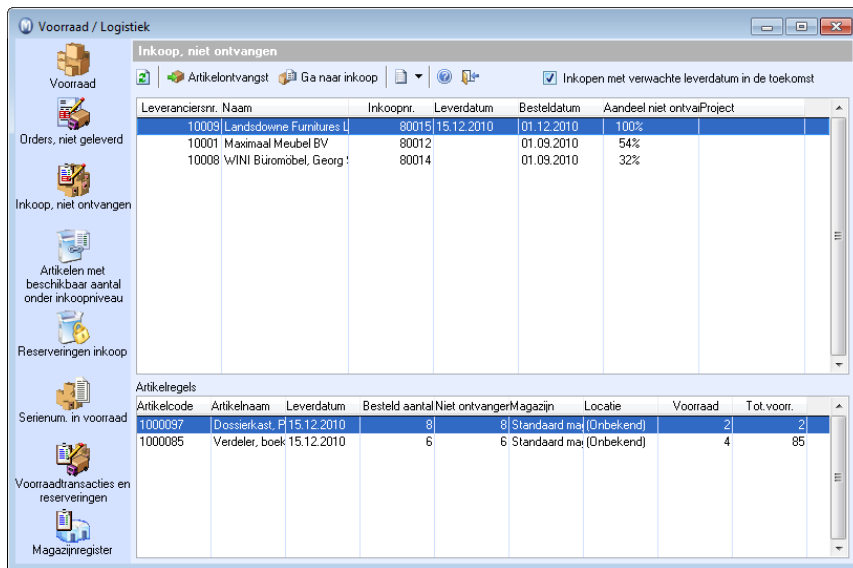 Voorraad / Logistiek
Voorraad
Orders, niet geleverd
Inkoop, niet ontvangen
Artikelen met
beschikbaar aantal
onder inkoopniveau
Reserveringen inkoop
Serienum. in voorraad
Voorraadtransacties en
reserveringen
Magazijnregister
Inkoop, niet ontvangen
Artikelontvangst Ga naar inkoop Inkopen met verwachte leverdatum in de toekomst
Leveranciersnr. Naam Inkoopnr. Leverdatum Besteldatum Aandeel niet ontvai Project
10009 Landsdowne Furnitures L 80015 15.12.2010 01.12.2010 100%
10001 Maximaal Meubel BV 80012 01.09.2010 54%
10008 WINI Büromöbel, Georg 80014 01.09.2010 32%
Artikelregels
Artikelcode Artikelnaam Leverdatum Besteld aantal Niet ontvanger Magazijn Locatie Voorraad Tot.voorr.
1000097 Dossierkast, P 15.12.2010 8 8 Standaard mag (Onbekend) 2 2
1000085 Verdeler, boek 15.12.2010 6 6 Standaard mag (Onbekend) 4 85